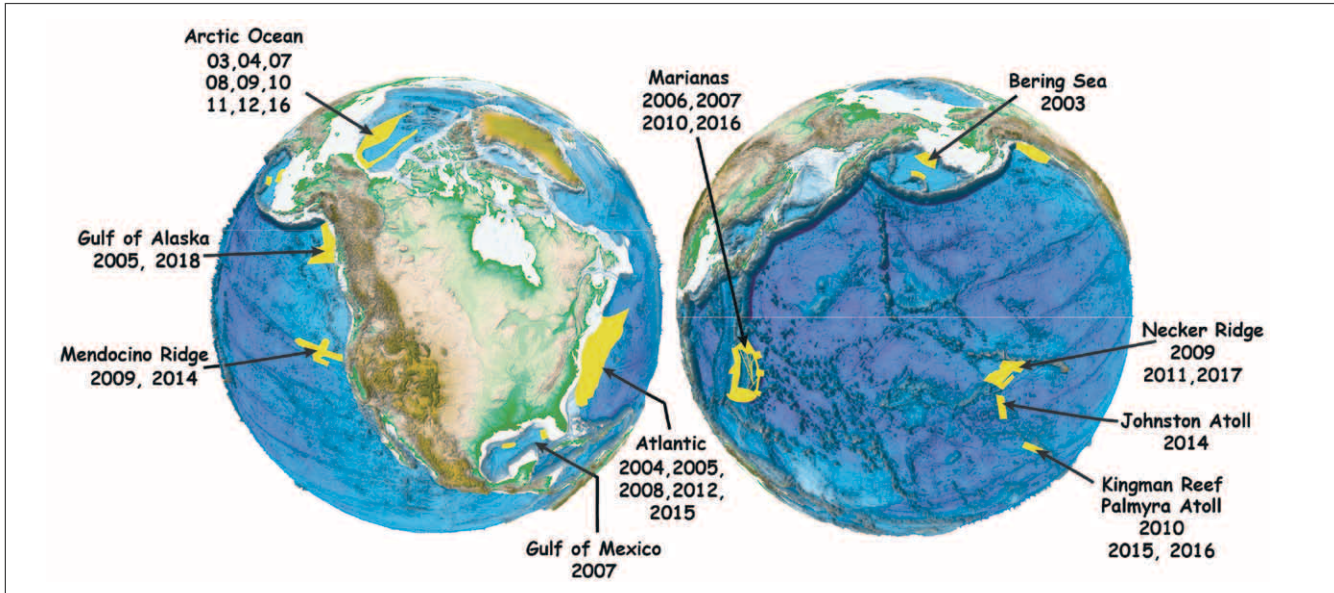 Arctic Ocean
03,04,07
08,09,10
11,12,16
Gulf of Alaska
2005, 2018
Mendocino Ridge
2009, 2014
Atlantic
2004,2005,
2008,2012,
2015
Gulf of Mexico
2007
Marianas
2006,2007
2010,2016
Bering Sea
2003
Necker Ridge
2009
2011,2017
Johnston Atoll
2014
Kingman Reef
Palmyra Atoll
2010
2015, 2016